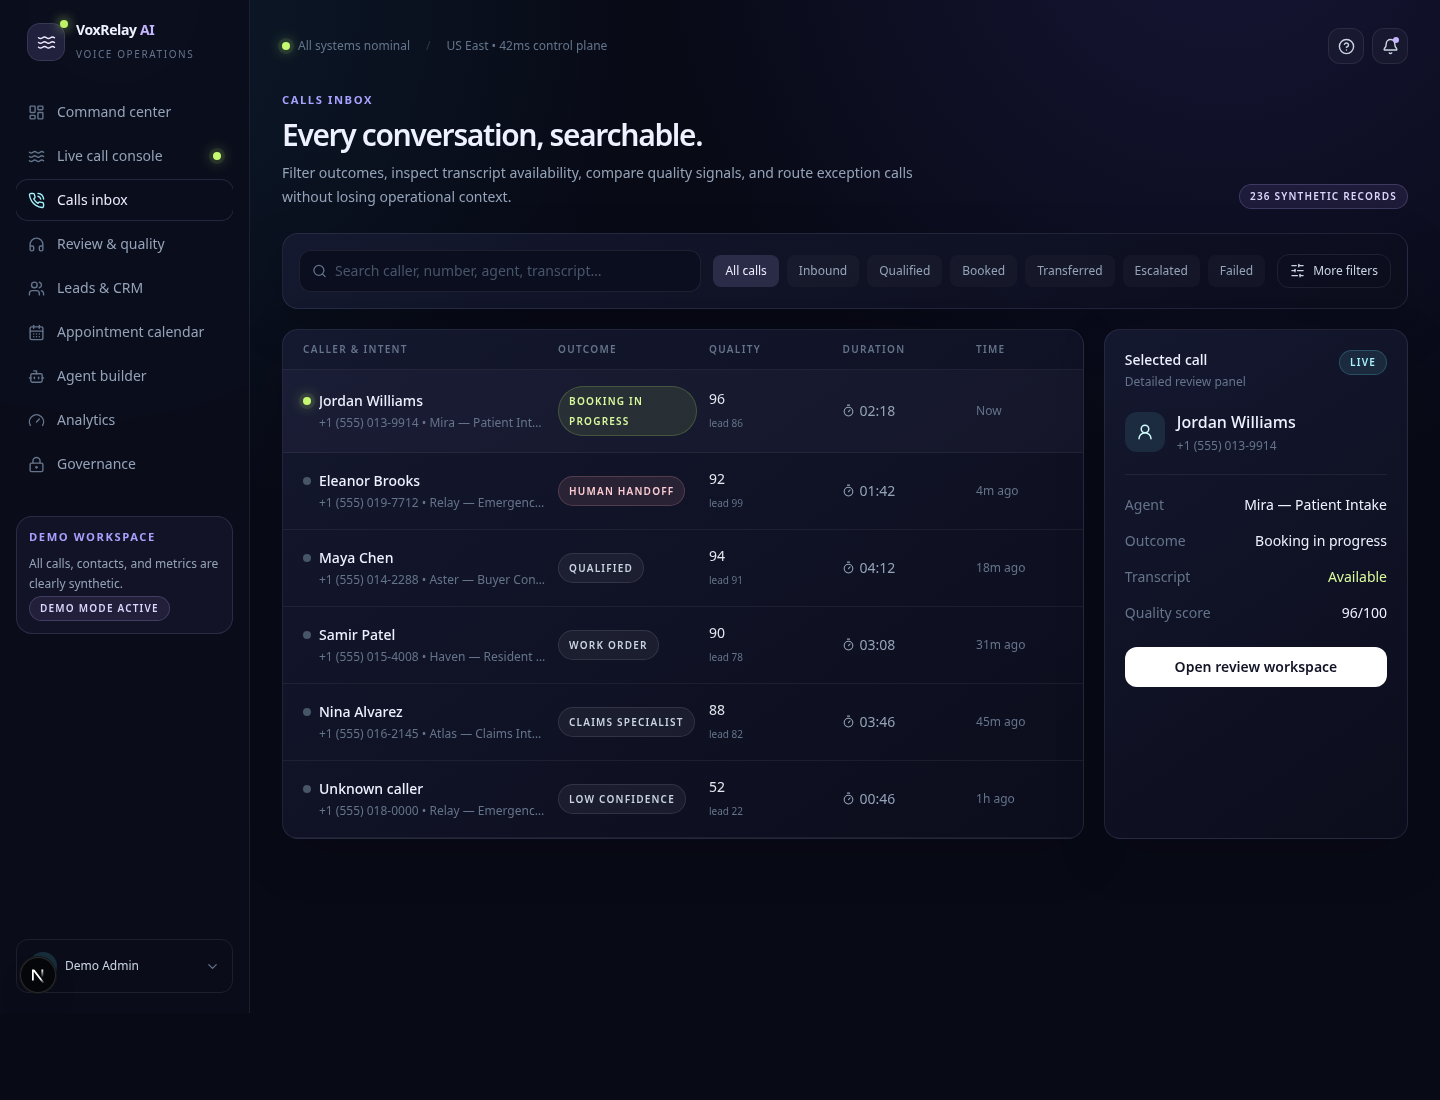 VoxRelay AI
VOICE OPERATIONS
Command center
Live call console
Calls inbox
Review & quality
Leads & CRM
Appointment calendar
Agent builder
Analytics
Governance
DEMO WORKSPACE
All calls, contacts, and metrics are
clearly synthetic.
DEMO MODE ACTIVE
N
Demo Admin
All systems nominal / US East • 42ms control plane
CALLS INBOX
Every conversation, searchable.
Filter outcomes, inspect transcript availability, compare quality signals, and route exception calls
without losing operational context.
236 SYNTHETIC RECORDS
Search caller, number, agent, transcript...
All calls Inbound Qualified Booked Transferred Escalated Failed More filters
CALLER & INTENT OUTCOME QUALITY DURATION TIME
Jordan Williams
+1 (555) 013-9914 • Mira — Patient Int...
BOOKING IN
PROGRESS
96
lead 86
02:18
Now
Eleanor Brooks
+1 (555) 019-7712 • Relay — Emergenc...
HUMAN HANDOFF
92
lead 99
01:42
4m ago
Maya Chen
+1 (555) 014-2288 • Aster — Buyer Con...
QUALIFIED
94
lead 91
04:12
18m ago
Samir Patel
+1 (555) 015-4008 • Haven — Resident ...
WORK ORDER
90
lead 78
03:08
31m ago
Nina Alvarez
+1 (555) 016-2145 • Atlas — Claims Int...
CLAIMS SPECIALIST
88
lead 82
03:46
45m ago
Unknown caller
+1 (555) 018-0000 • Relay — Emergenc...
LOW CONFIDENCE
52
lead 22
00:46
1h ago
Selected call
Detailed review panel
LIVE
Jordan Williams
+1 (555) 013-9914
Agent Mira — Patient Intake
Outcome Booking in progress
Transcript Available
Quality score 96/100
Open review workspace